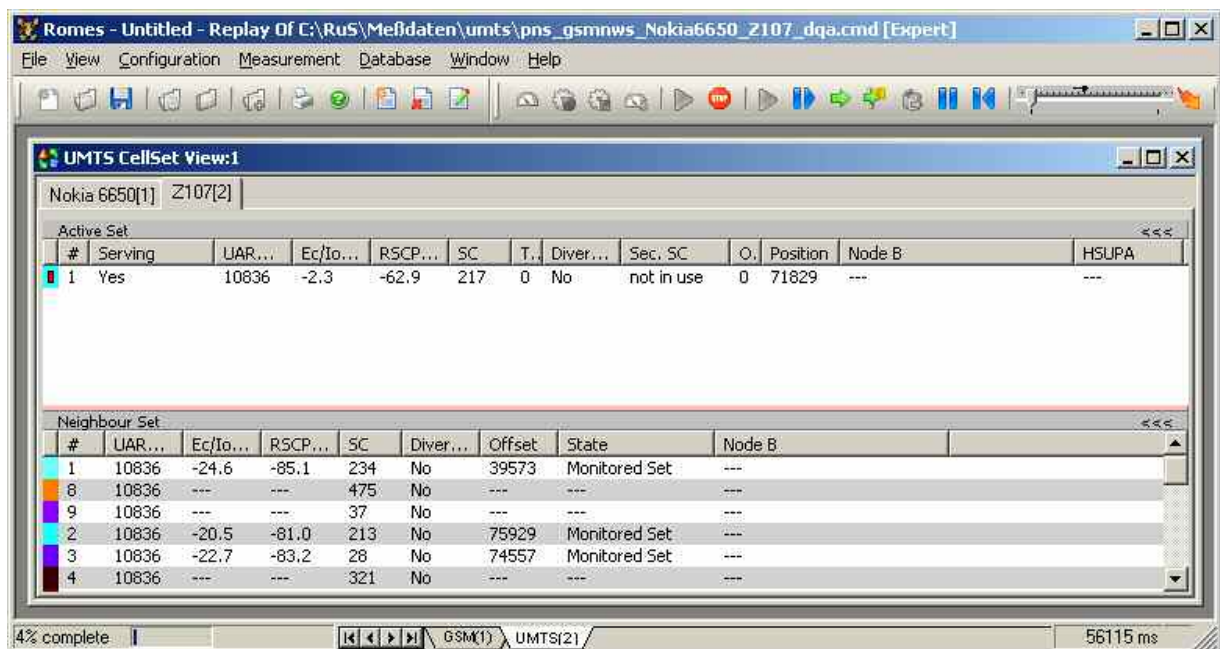 Romes - Untitled - Replay Of C:\RuS\Meßdaten\umts\pns_gsmnws_Nokia6650_Z107_dqa.cmd [Expert]
File View Configuration Measurement Database Window Help
UMTS CellSet View:1
Nokia 6650[1] Z107[2]
Active Set <<<
# Serving UAR... Ec/Io... RSCP... SC T.. Diver... Sec. SC O. Position Node B HSUPA
1 Yes 10836 -2.3 -62.9 217 0 No not in use 0 71829 --- ---
Neighbour Set <<<
# UAR... Ec/Io... RSCP... SC Diver... Offset State Node B
1 10836 -24.6 -85.1 234 No 39573 Monitored Set ---
8 10836 --- --- 475 No --- --- ---
9 10836 --- --- 37 No --- --- ---
2 10836 -20.5 -81.0 213 No 75929 Monitored Set ---
3 10836 -22.7 -83.2 28 No 74557 Monitored Set ---
4 10836 --- --- 321 No --- --- ---
4% complete GSM(1) UMTS(2) 56115 ms